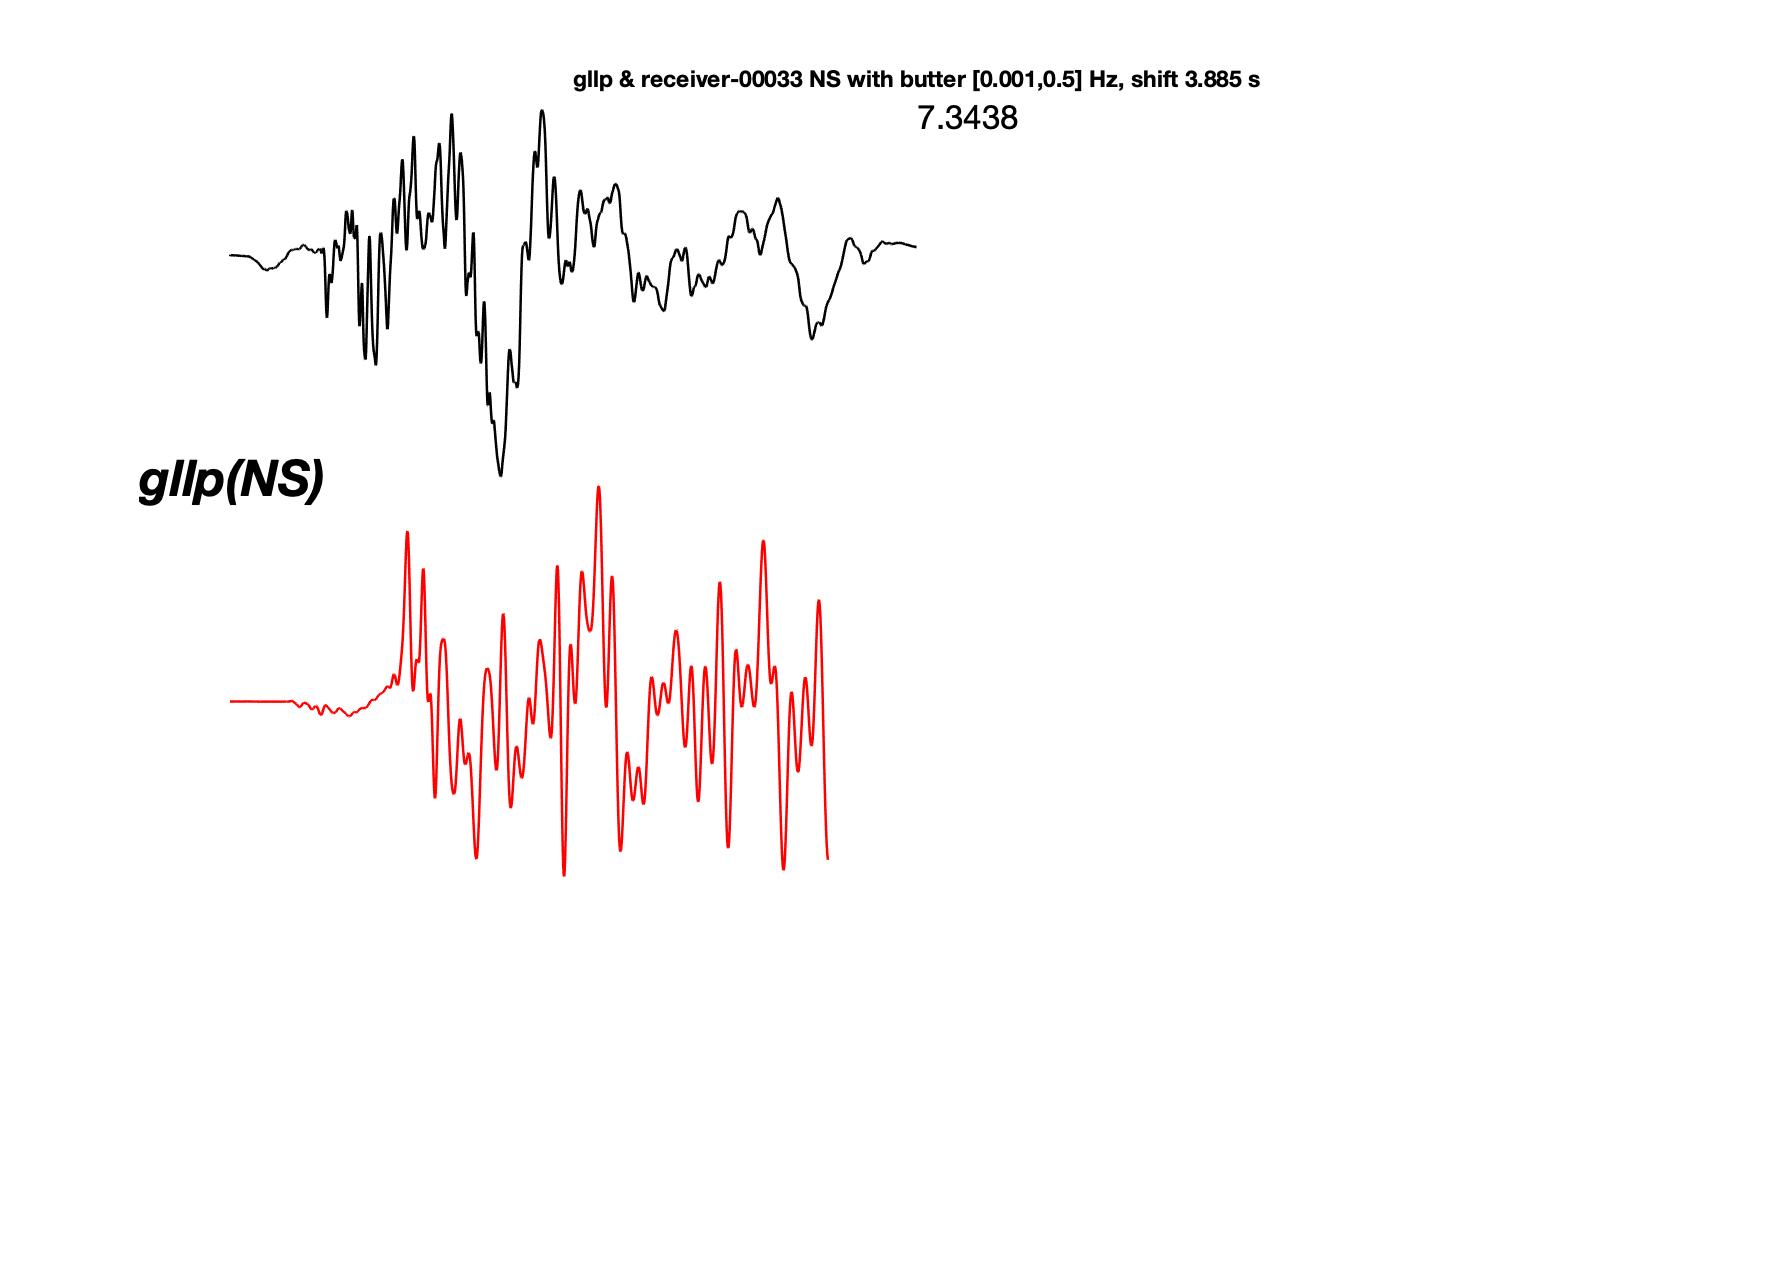 gllp & receiver-00033 NS with butter [0.001,0.5] Hz, shift 3.885 s
7.3438
gllp(NS)